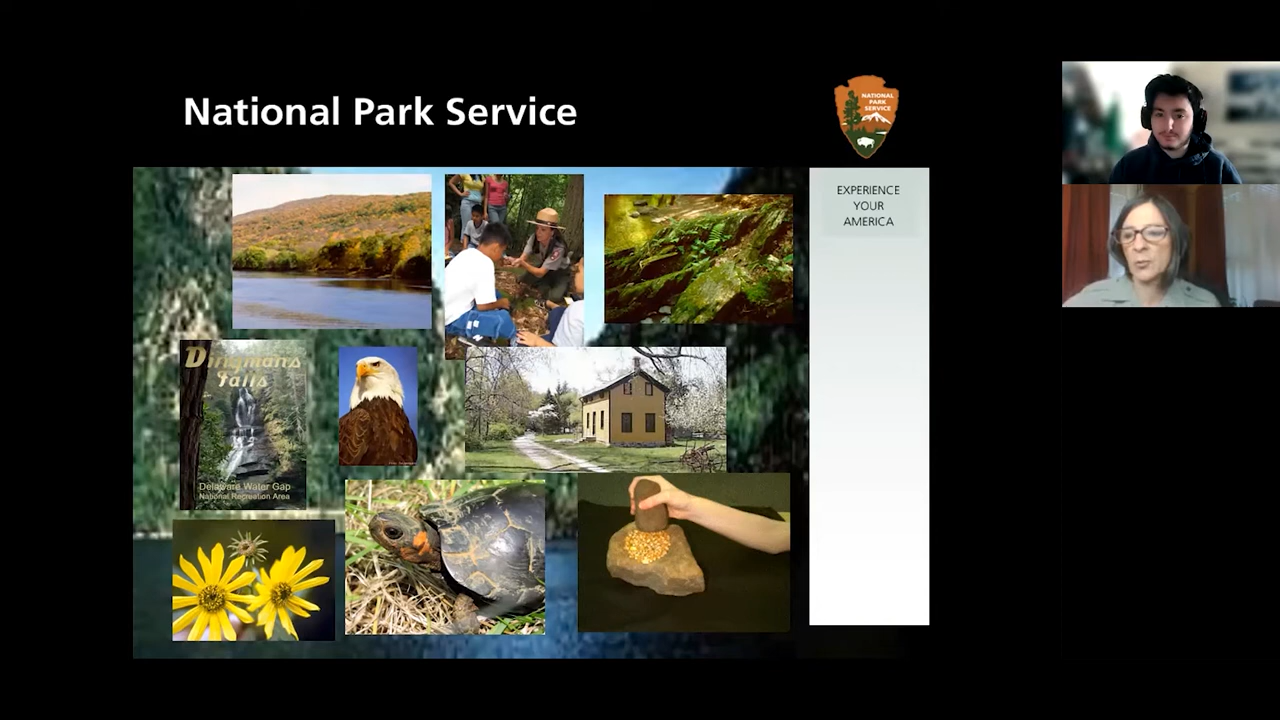 National Park Service
NATIONAL
PARK
SERVICE
EXPERIENCE
YOUR
AMERICA
Dingmans
Falls
Delaware Water Gap
National Recreation Area